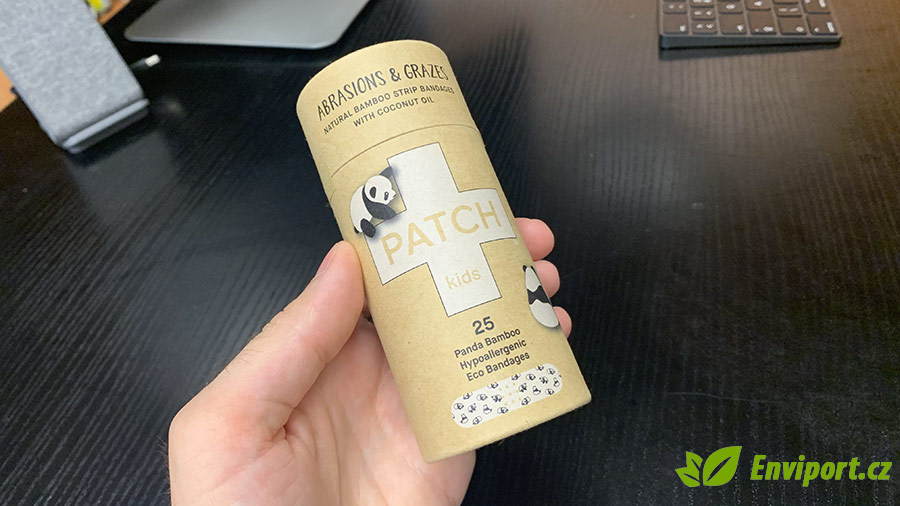 ABRASIONS & GRAZES
NATURAL BAMBOO STRIP BANDAGES
WITH COCONUT OIL
PATCH
kids
25
Panda Bamboo
Hypoallergenic
Eco Bandages
Enviport.cz